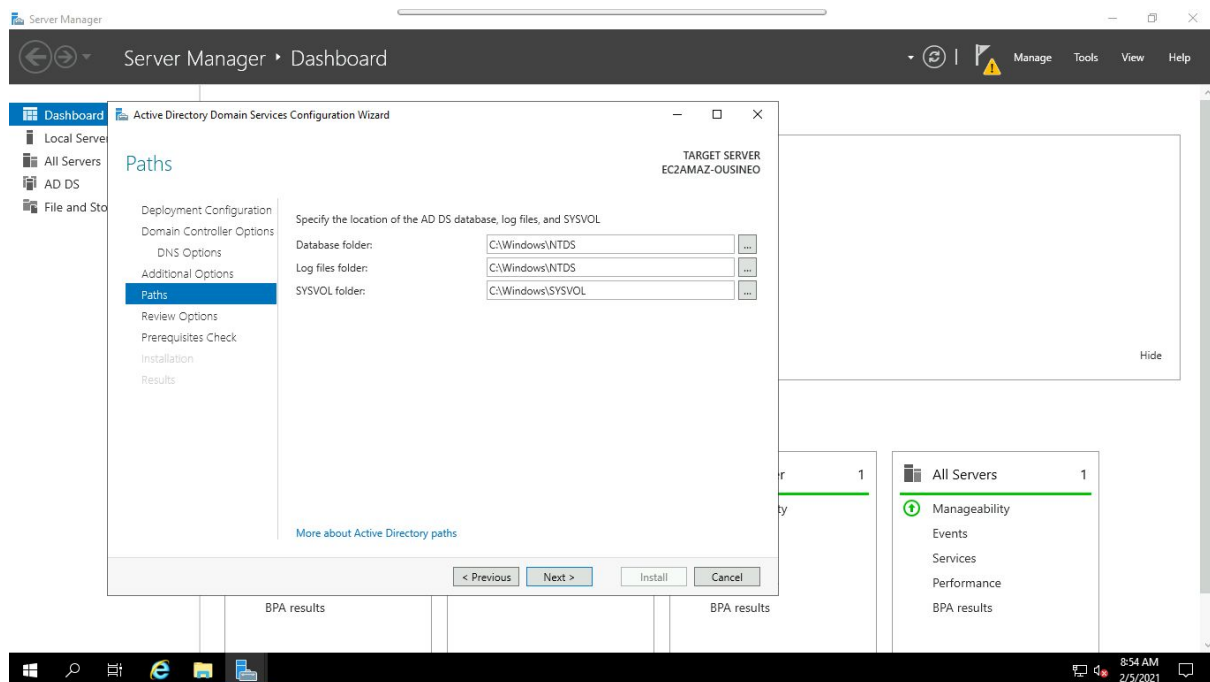 Server Manager
Server Manager ‣ Dashboard
Manage Tools View Help
Dashboard
Local Server
All Servers
AD DS
File and Sto
Active Directory Domain Services Configuration Wizard
Paths
TARGET SERVER
EC2AMAZ-OUSINEO
Deployment Configuration
Domain Controller Options
DNS Options
Additional Options
Paths
Review Options
Prerequisites Check
Installation
Results
Specify the location of the AD DS database, log files, and SYSVOL
Database folder: C:\Windows\NTDS ...
Log files folder: C:\Windows\NTDS ...
SYSVOL folder: C:\Windows\SYSVOL ...
More about Active Directory paths
< Previous Next > Install Cancel
Hide
r 1
ty
BPA results
BPA results
All Servers 1
Manageability
Events
Services
Performance
BPA results
8:54 AM
2/5/2021